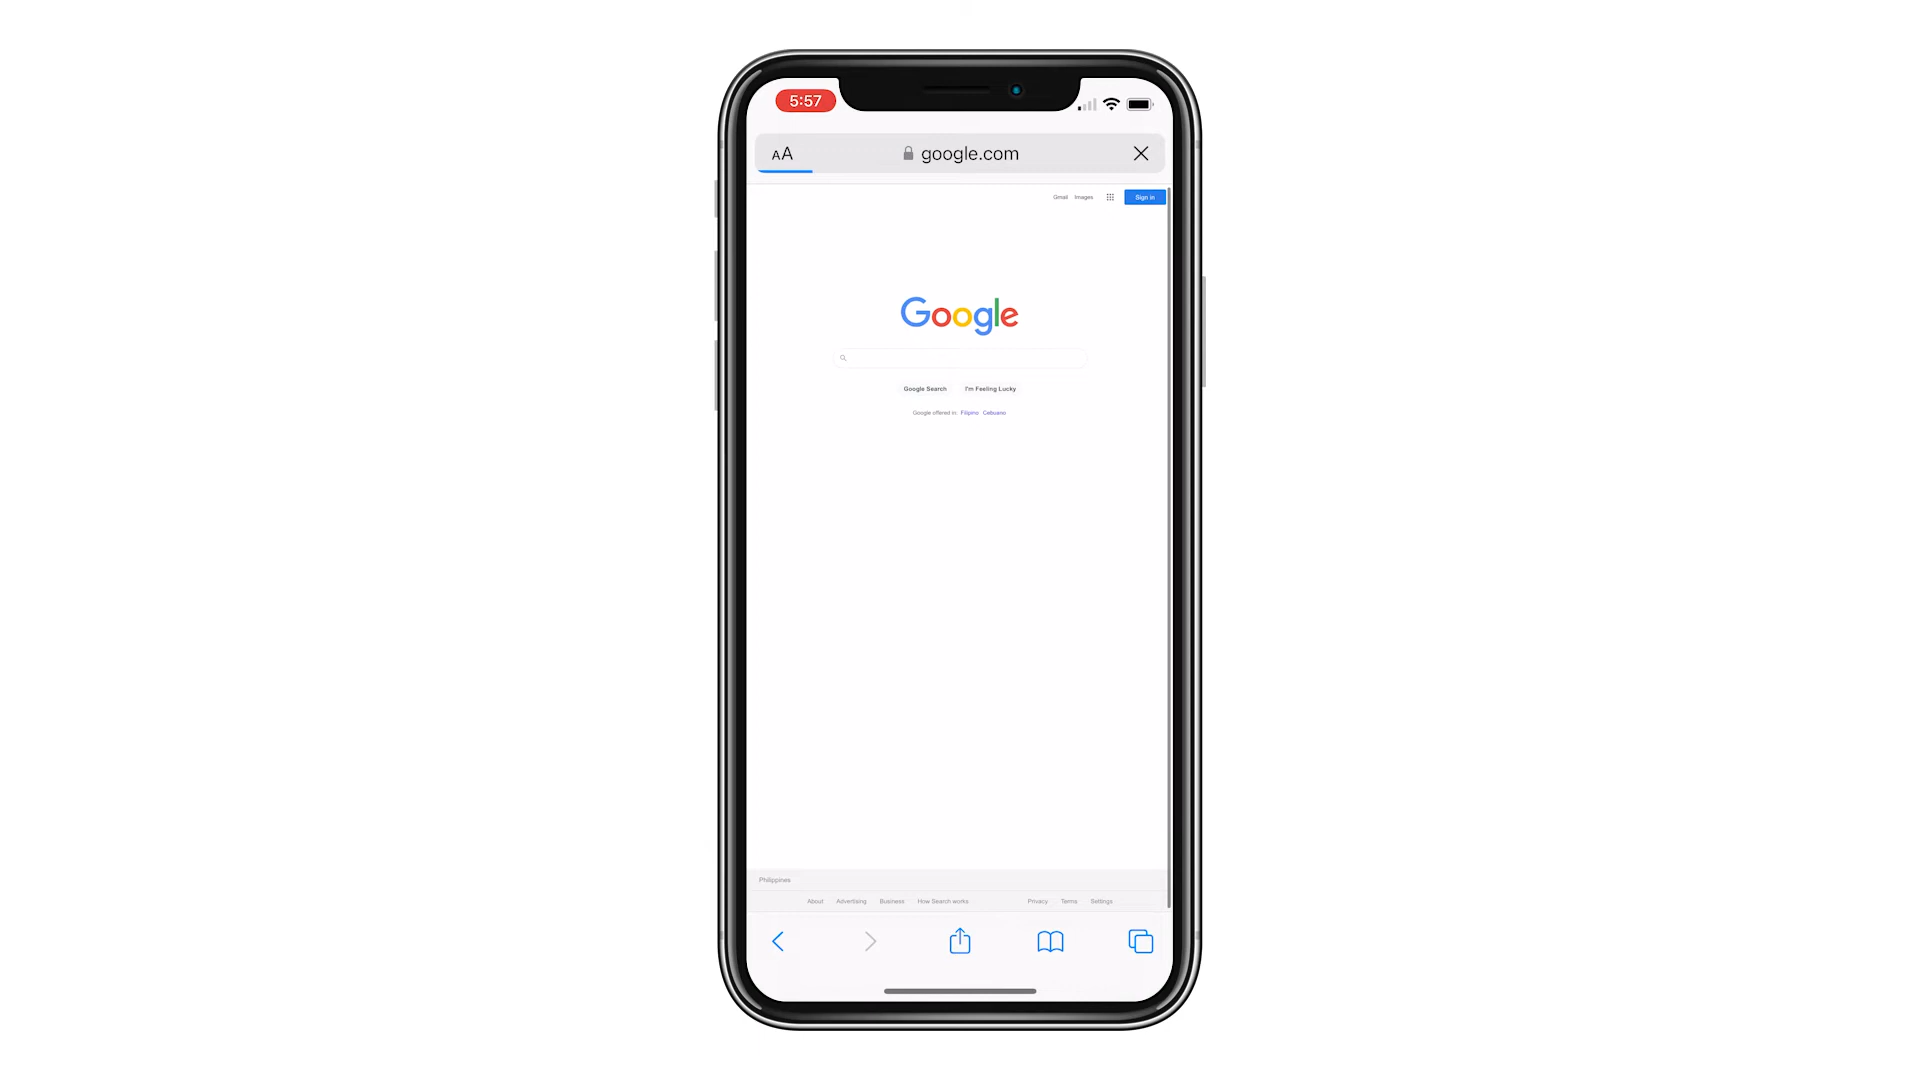 5:57
AA google.com
Gmail Images Sign in
Google
Google Search I'm Feeling Lucky
Google offered in: Filipino Cebuano
Philippines
About Advertising Business How Search works Privacy Terms Settings